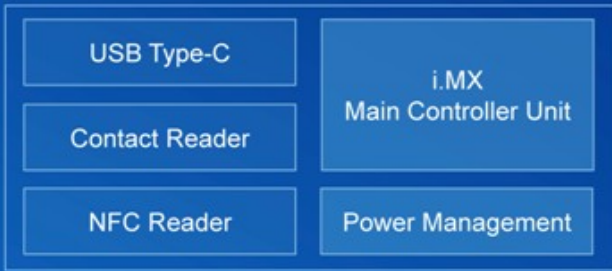 USB Type-C
Contact Reader
NFC Reader
i.MX
Main Controller Unit
Power Management